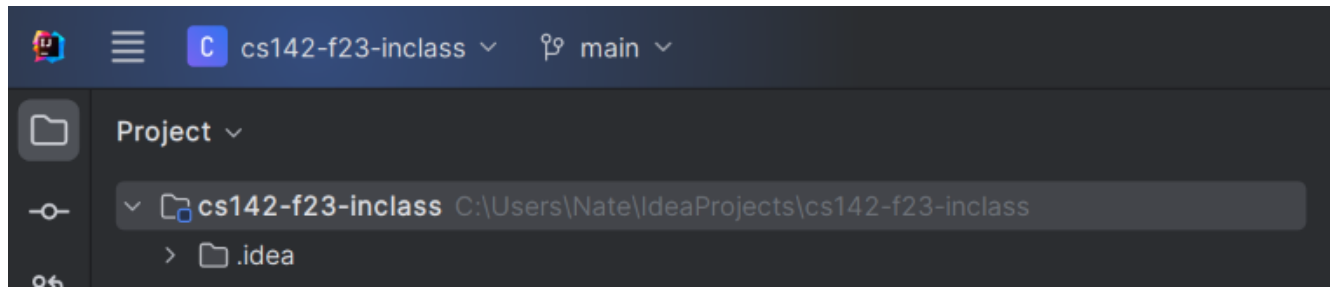 C cs142-f23-inclass main
Project
cs142-f23-inclass C:\Users\Nate\IdeaProjects\cs142-f23-inclass
.idea